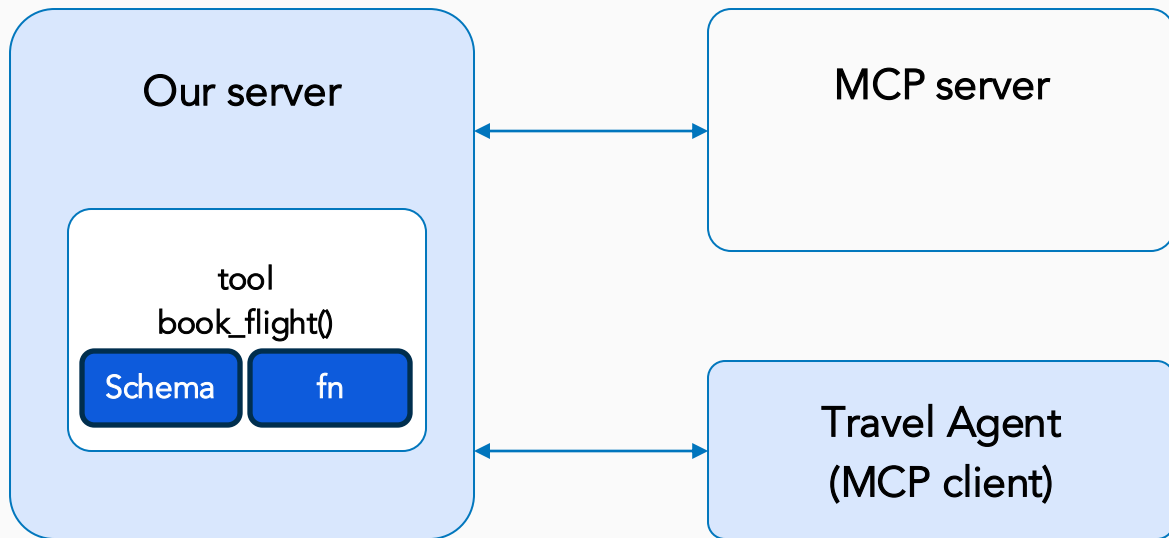 Our server
tool
book_flight()
Schema
fn
MCP server
Travel Agent
(MCP client)